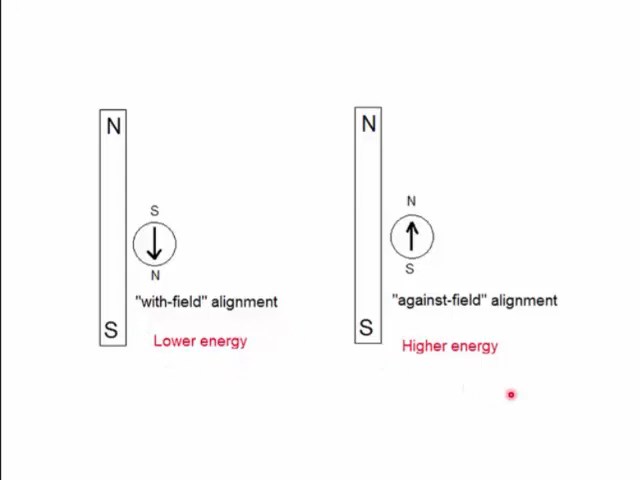 N
S
N
"with-field" alignment
S
Lower energy
N
N
S
"against-field" alignment
S
Higher energy